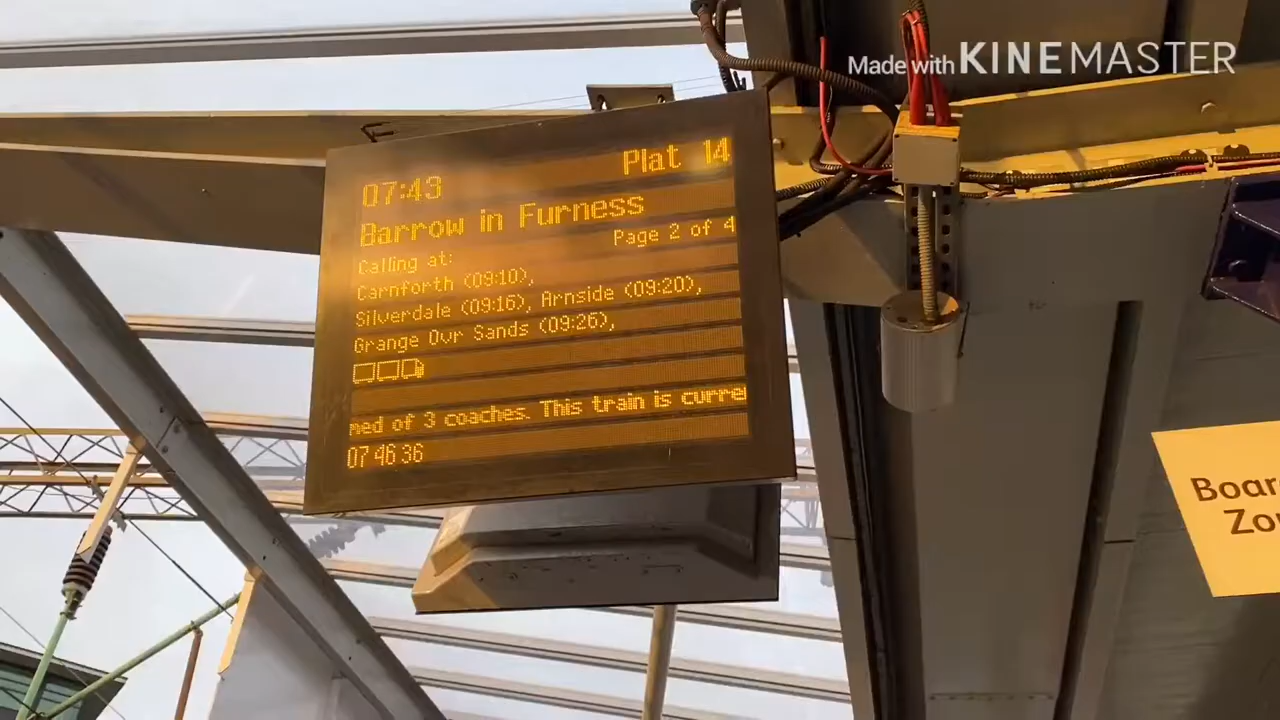 Made with KINEMASTER
Plat 14
07:43
Barrow in Furness
Page 2 of 4
Calling at:
Carnforth (09:10),
Silverdale (09:16), Arnside (09:20),
Grange Ovr Sands (09:26),
med of 3 coaches. This train is curre
07 46 36
Boar
Zo